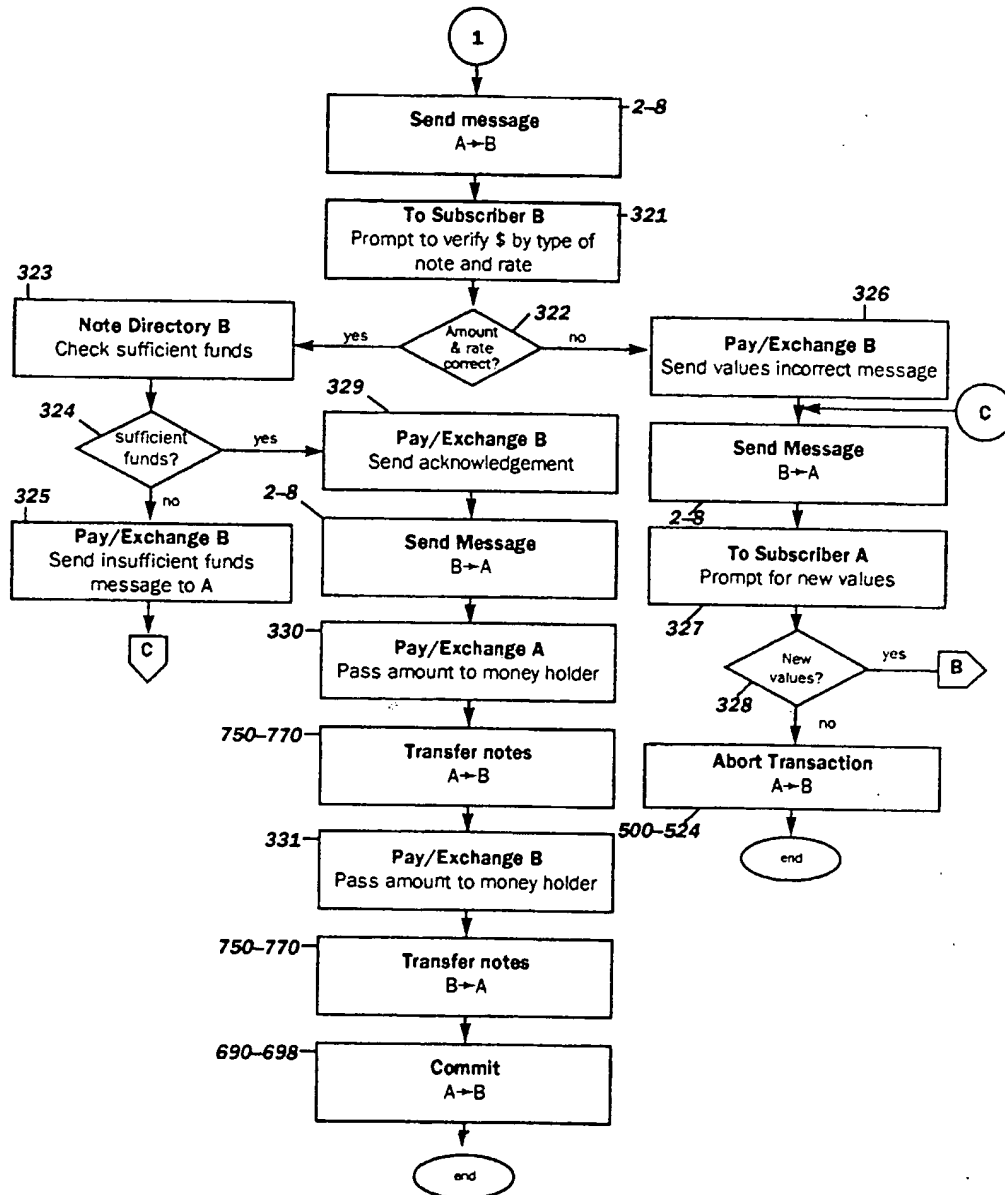 1
Send message
A→B
2–8
To Subscriber B
Prompt to verify $ by type of
note and rate
321
322
Amount
& rate
correct?
yes
no
323
Note Directory B
Check sufficient funds
324
sufficient
funds?
yes
no
325
Pay/Exchange B
Send insufficient funds
message to A
C
329
Pay/Exchange B
Send acknowledgement
2–8
Send Message
B→A
330
Pay/Exchange A
Pass amount to money holder
750–770
Transfer notes
A→B
331
Pay/Exchange B
Pass amount to money holder
750–770
Transfer notes
B→A
690–698
Commit
A→B
end
326
Pay/Exchange B
Send values incorrect message
C
Send Message
B→A
2–8
To Subscriber A
Prompt for new values
327
New
values?
328
yes
B
no
Abort Transaction
A→B
500–524
end